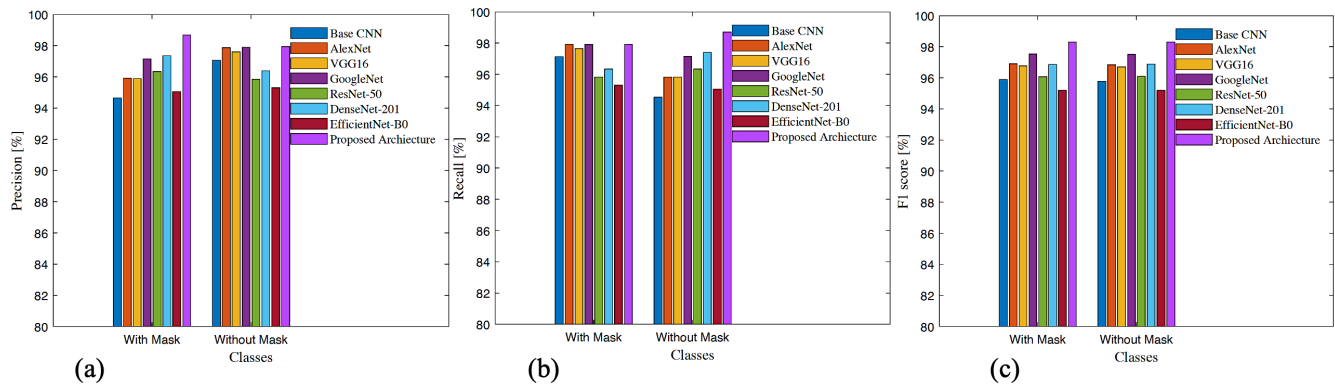 100
98
96
94
92
90
88
86
84
82
80
Precision [%]
With Mask
Without Mask
Classes
Base CNN
AlexNet
VGG16
GoogleNet
ResNet-50
DenseNet-201
EfficientNet-B0
Proposed Archiecture
(a)
100
98
96
94
92
90
88
86
84
82
80
Recall [%]
With Mask
Without Mask
Classes
Base CNN
AlexNet
VGG16
GoogleNet
ResNet-50
DenseNet-201
EfficientNet-B0
Proposed Archiecture
(b)
100
98
96
94
92
90
88
86
84
82
80
F1 score [%]
With Mask
Without Mask
Classes
Base CNN
AlexNet
VGG16
GoogleNet
ResNet-50
DenseNet-201
EfficientNet-B0
Proposed Archiecture
(c)